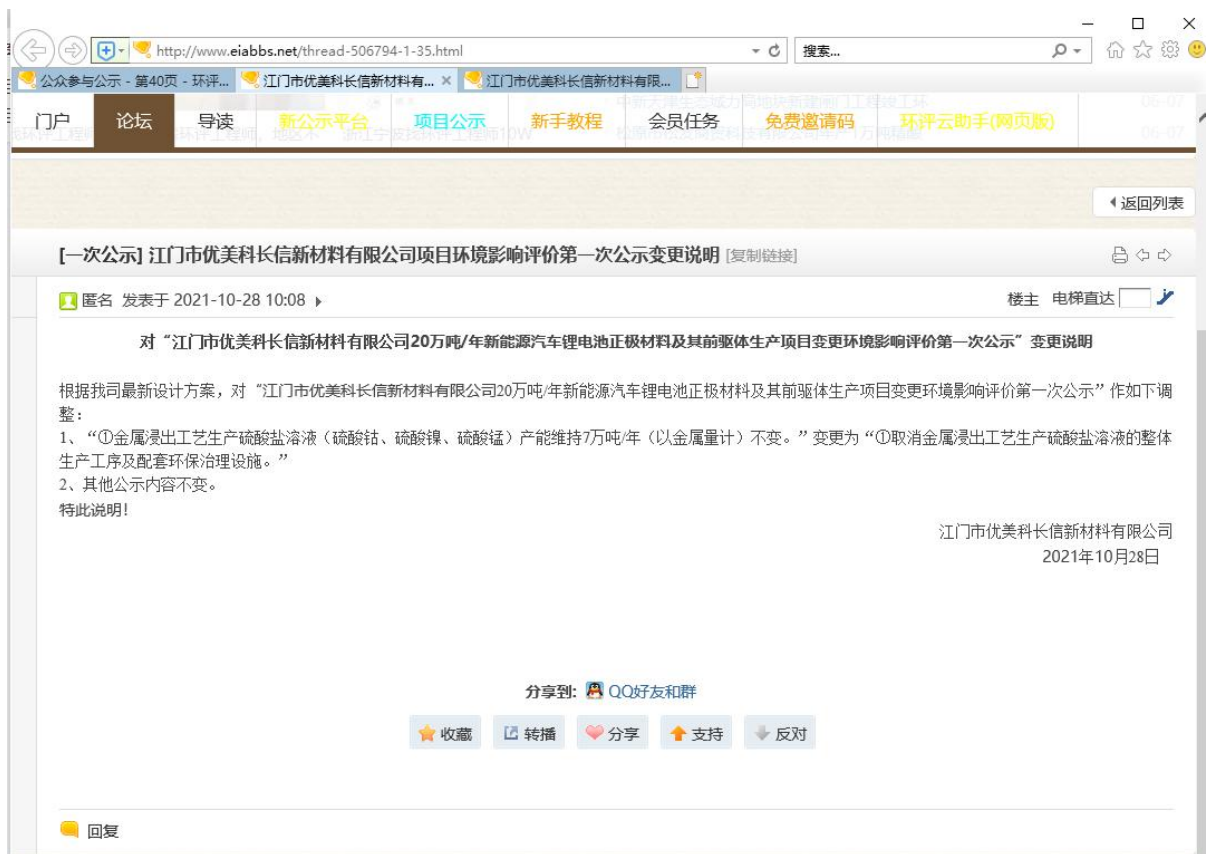 http://www.eiabbs.net/thread-506794-1-35.html
搜索...
公众参与公示 - 第40页 - 环评...
江门市优美科长信新材料有...
江门市优美科长信新材料有限...
门户 论坛 导读 新公示平台 项目公示 新手教程 会员任务 免费邀请码 环评云助手(网页版)
06-07
06-07
返回列表
[一次公示] 江门市优美科长信新材料有限公司项目环境影响评价第一次公示变更说明 [复制链接]
匿名 发表于 2021-10-28 10:08
楼主 电梯直达
对“江门市优美科长信新材料有限公司20万吨/年新能源汽车锂电池正极材料及其前驱体生产项目变更环境影响评价第一次公示”变更说明
根据我司最新设计方案，对“江门市优美科长信新材料有限公司20万吨/年新能源汽车锂电池正极材料及其前驱体生产项目变更环境影响评价第一次公示”作如下调
整：
1、“①金属浸出工艺生产硫酸盐溶液（硫酸钴、硫酸镍、硫酸锰）产能维持7万吨/年（以金属量计）不变。”变更为“①取消金属浸出工艺生产硫酸盐溶液的整体
生产工序及配套环保治理设施。”
2、其他公示内容不变。
特此说明！
江门市优美科长信新材料有限公司
2021年10月28日
分享到: QQ好友和群
收藏 转播 分享 支持 反对
回复